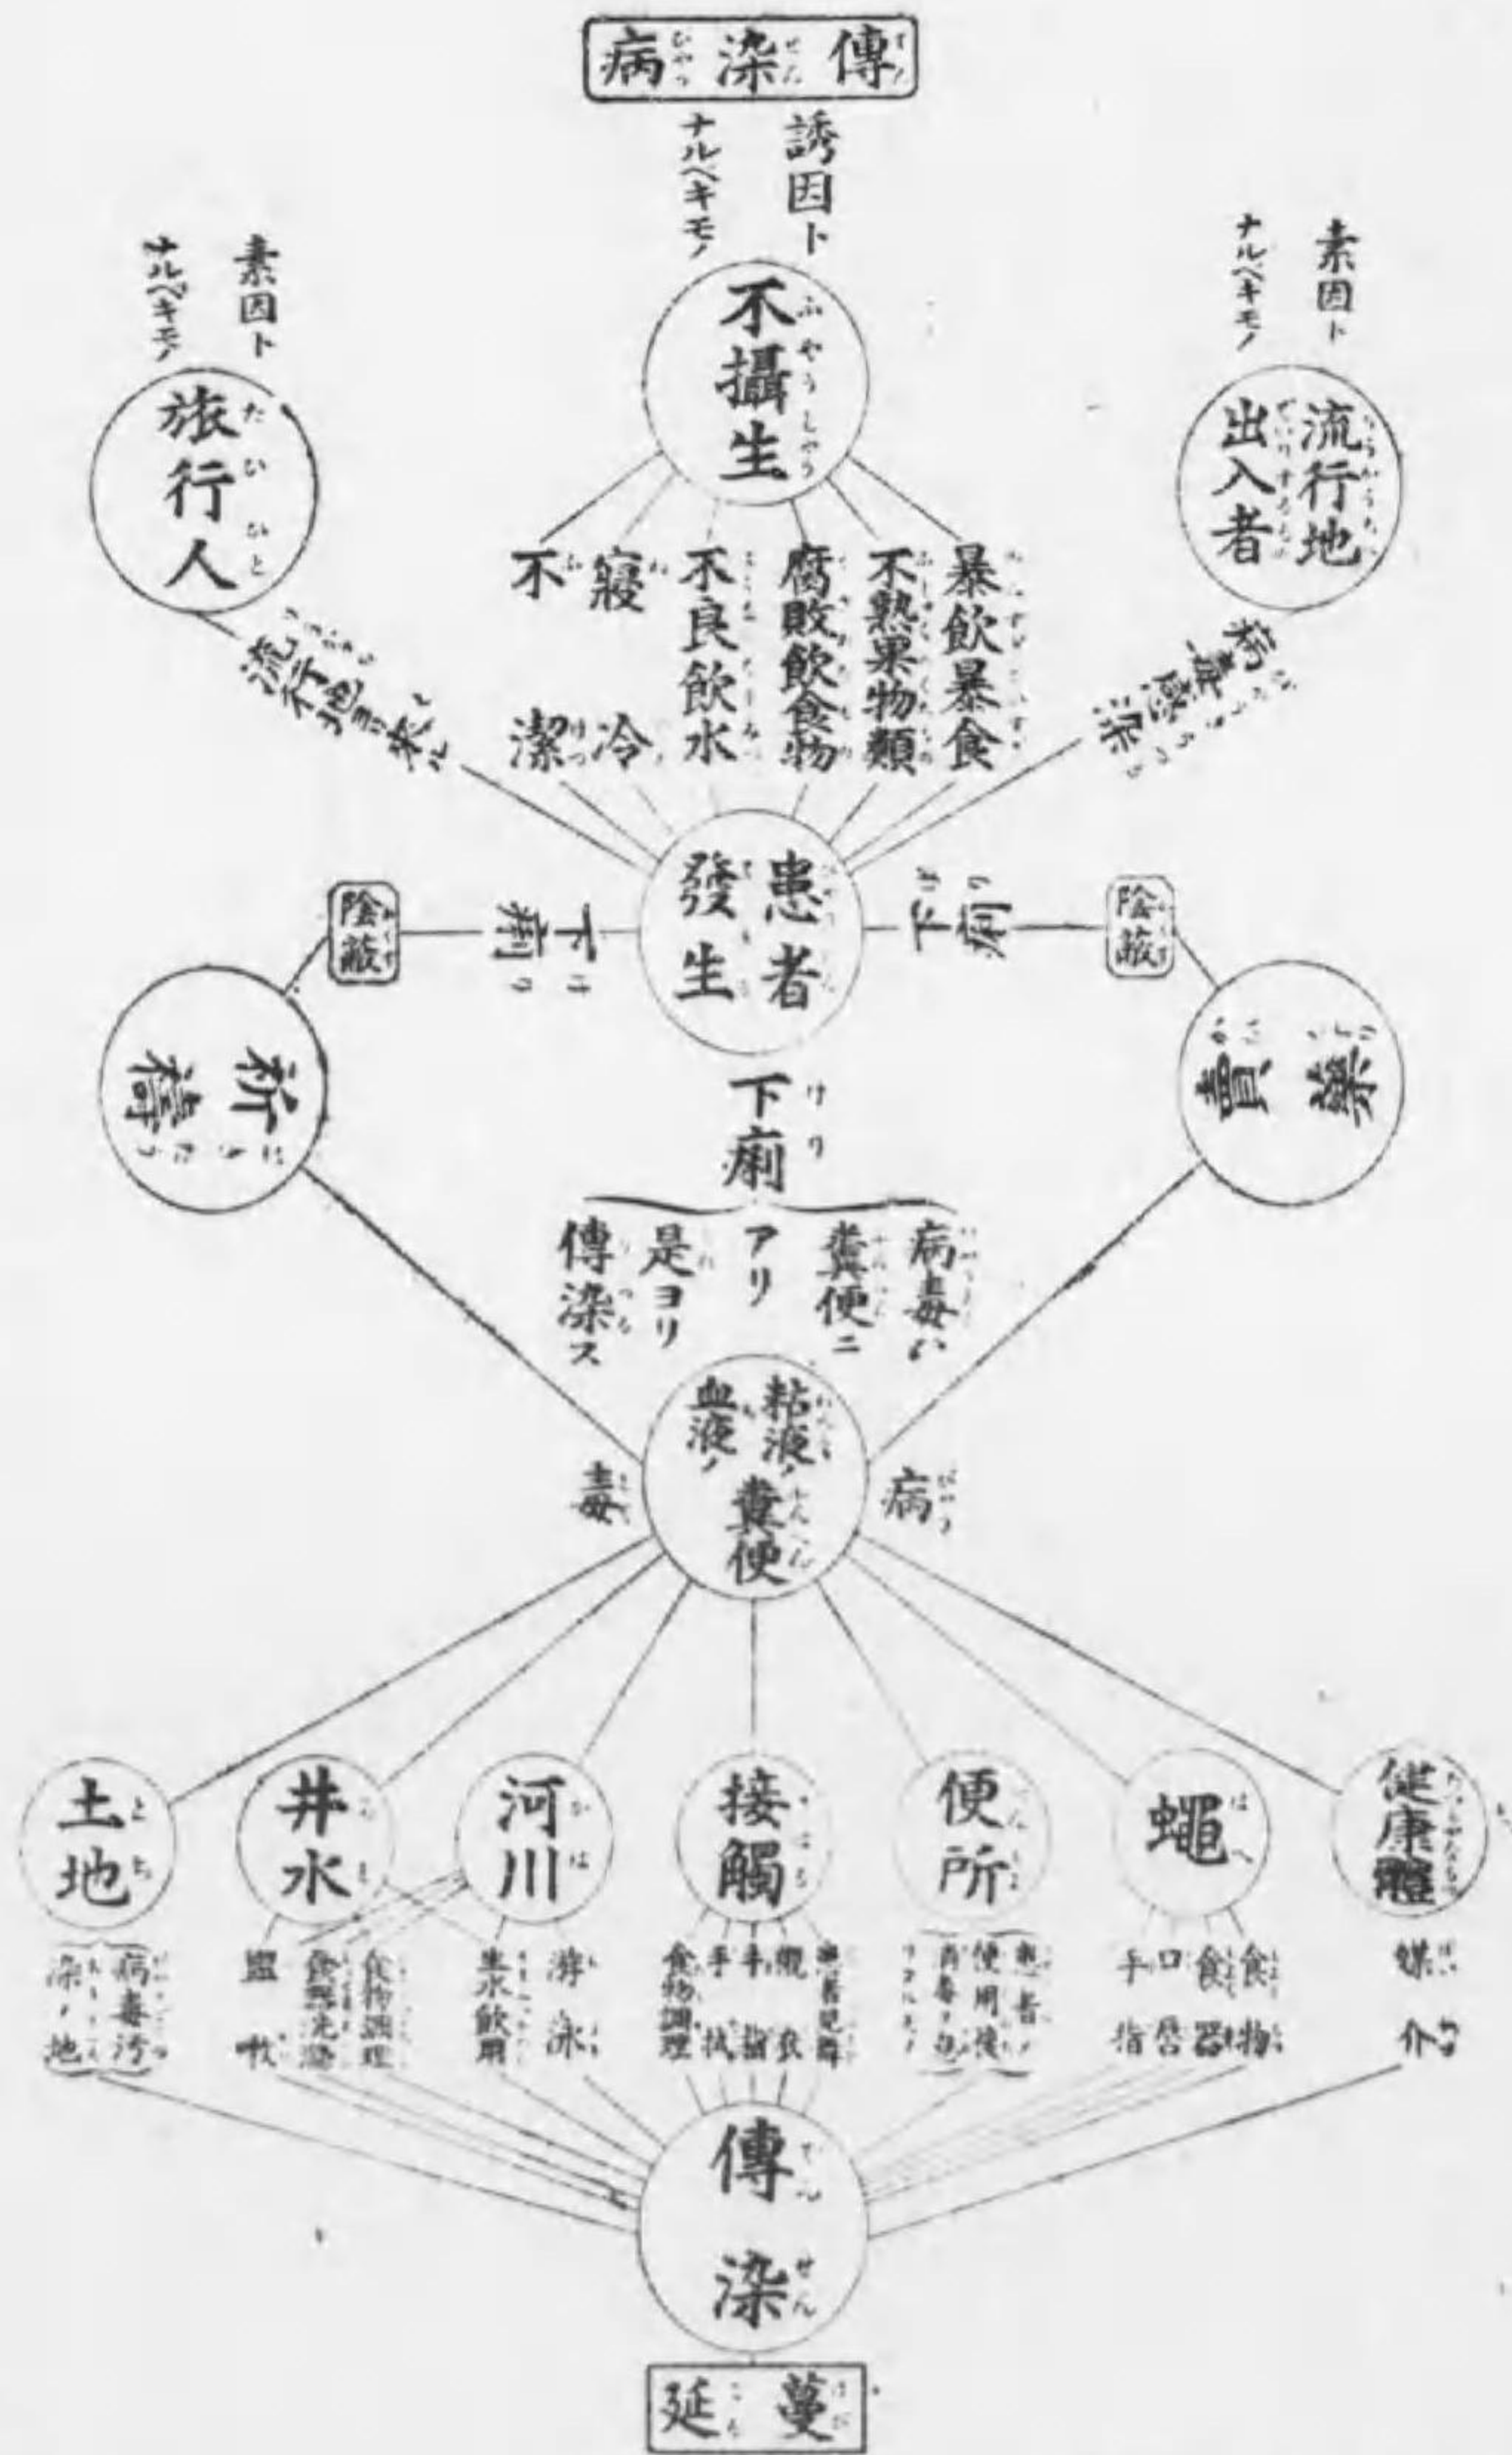 傳染病
誘因ト
ナルベキモノ
素因ト
ナルベキモノ
素因ト
ナルベキモノ
不攝生
流行地
出入者
旅行人
暴飲暴食
不熟果物類
腐敗飲食物
不良飲水
寢冷
不潔
病毒感染
流行地ヨリ來ル
患者
發生
下痢
陰蔽
下痢
陰蔽
賣藥
祈禱
下痢
病毒ハ
糞便ニ
アリ
是ヨリ
傳染ス
粘液ノ
血液ノ
糞便
病毒
健康體
蠅
便所
接觸
河川
井水
土地
媒介
食物
食器
口唇
手指
患者ノ
使用後
病毒ノ
患者見舞
手指
手拭
食物調理
游泳
生水飲用
食物調理
食器洗滌
盥嗽
病毒汚
染ノ地
傳染
蔓延